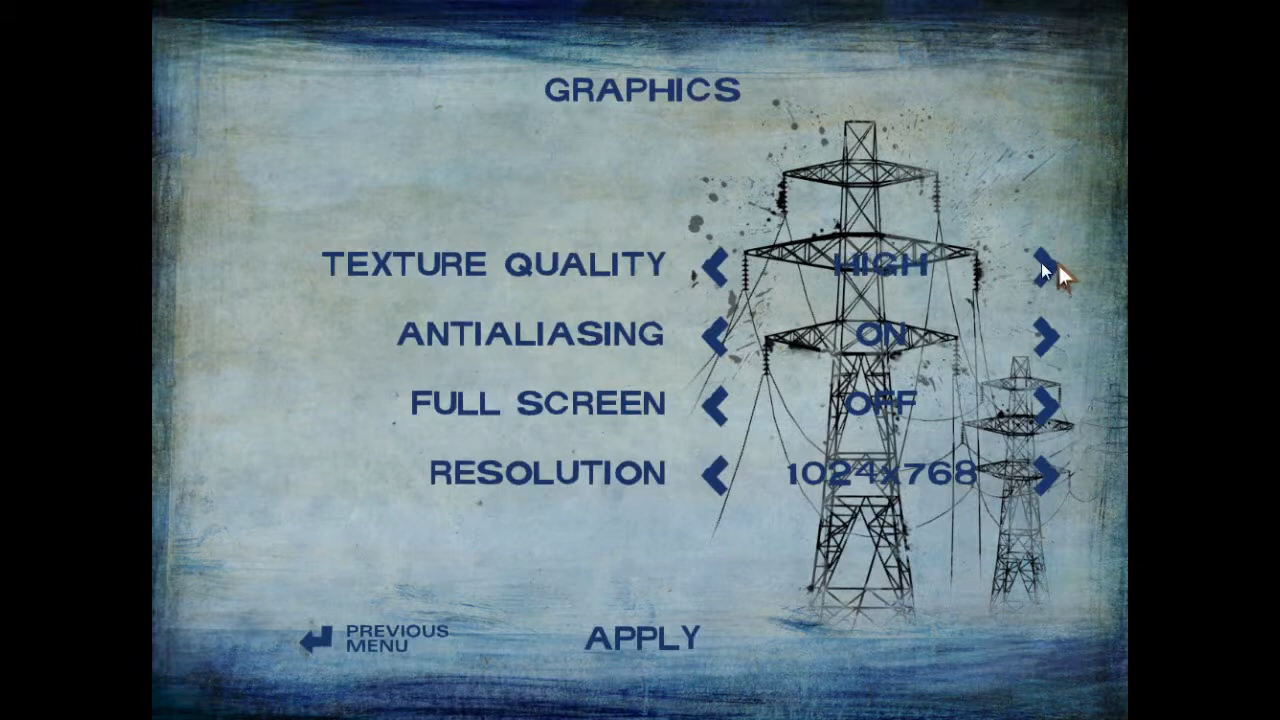 GRAPHICS
TEXTURE QUALITY HIGH
ANTIALIASING ON
FULL SCREEN OFF
RESOLUTION 1024x768
PREVIOUS
MENU
APPLY